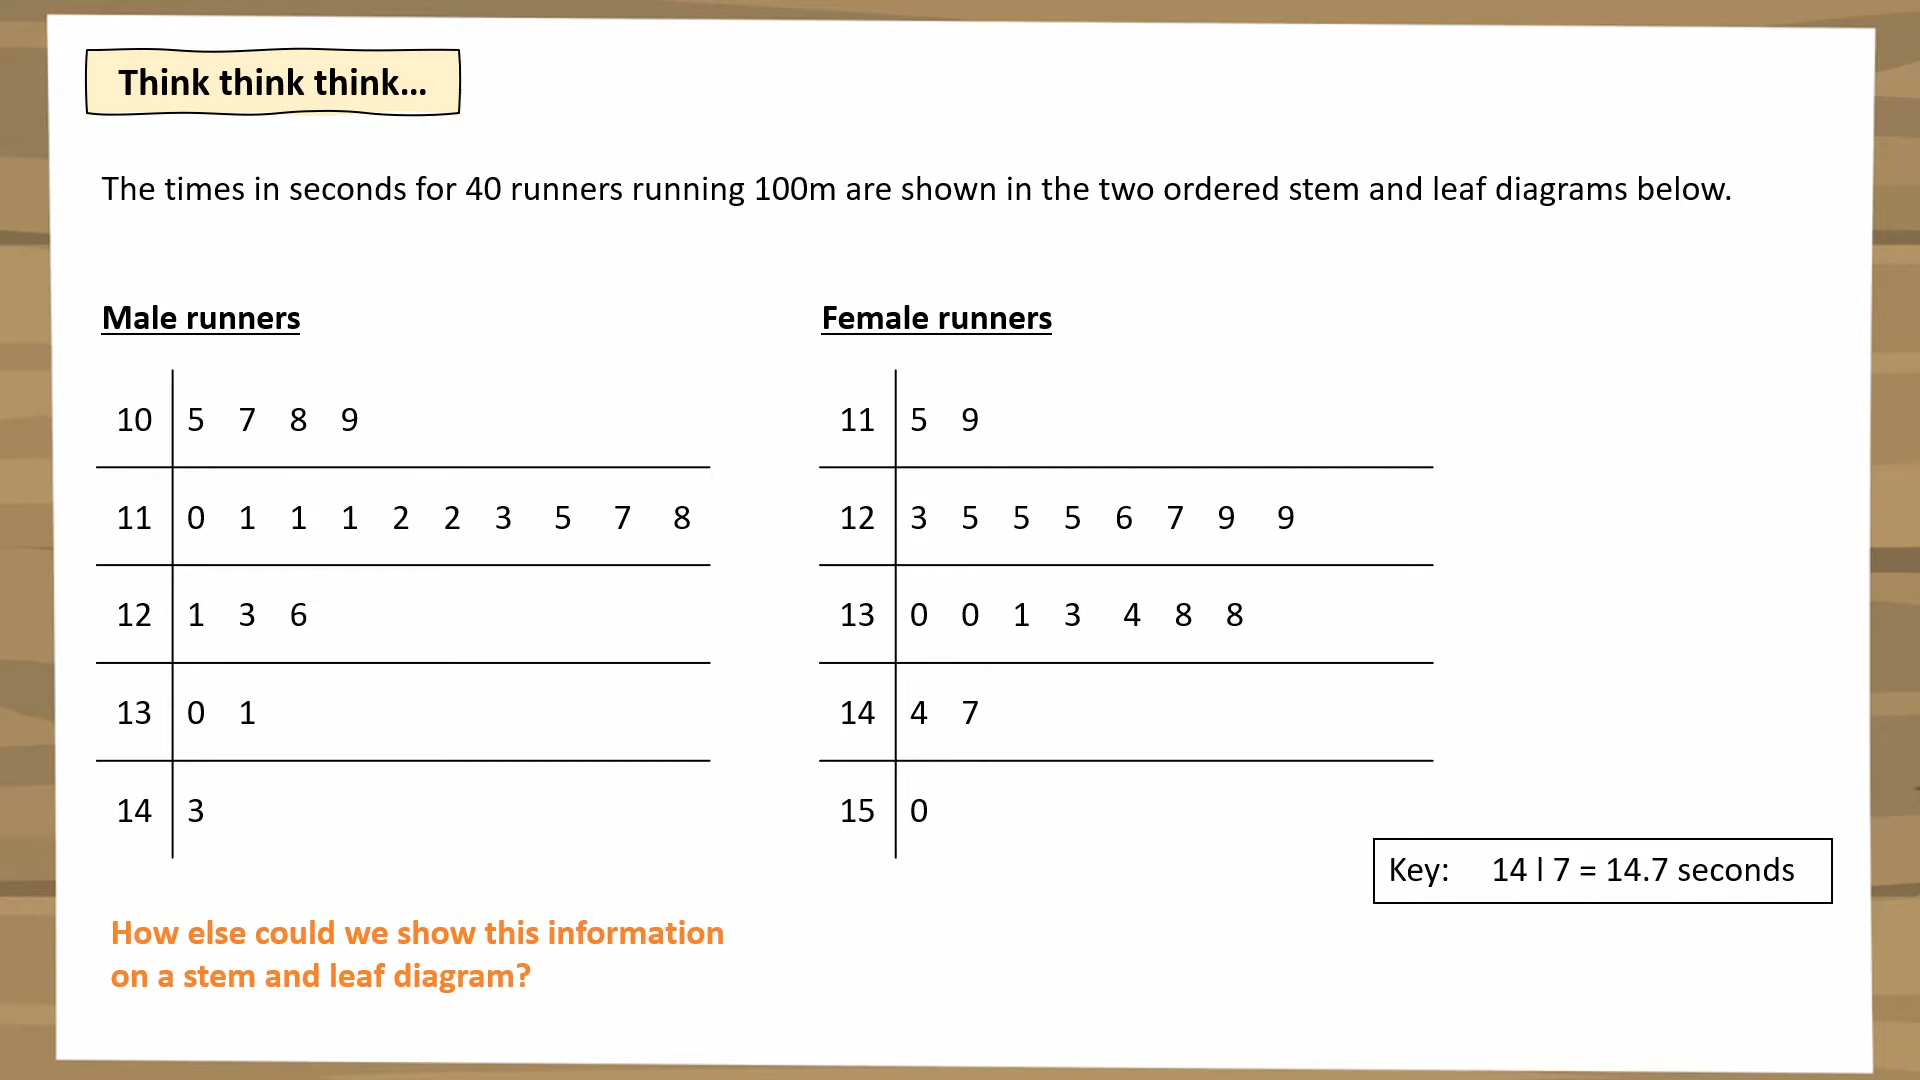 Think think think...
The times in seconds for 40 runners running 100m are shown in the two ordered stem and leaf diagrams below.
Male runners
10 5 7 8 9
11 0 1 1 1 2 2 3 5 7 8
12 1 3 6
13 0 1
14 3
Female runners
11 5 9
12 3 5 5 5 6 7 9 9
13 0 0 1 3 4 8 8
14 4 7
15 0
Key: 14 l 7 = 14.7 seconds
How else could we show this information
on a stem and leaf diagram?